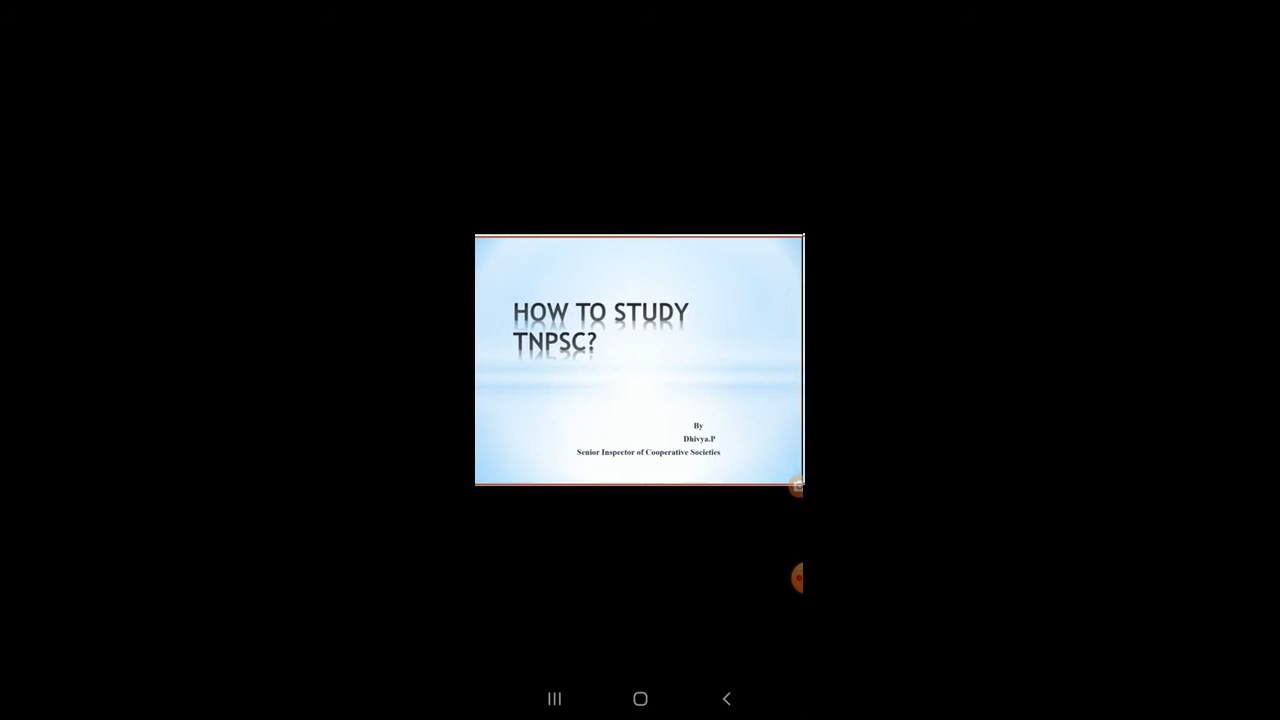 HOW TO STUDY
TNPSC?
By
Dhivya.P
Senior Inspector of Cooperative Societies